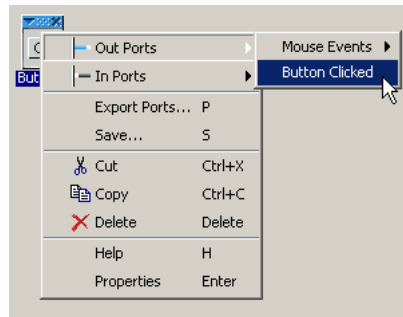 Out Ports
Mouse Events
In Ports
Button Clicked
But
Export Ports... P
Save... S
Cut Ctrl+X
Copy Ctrl+C
Delete Delete
Help H
Properties Enter